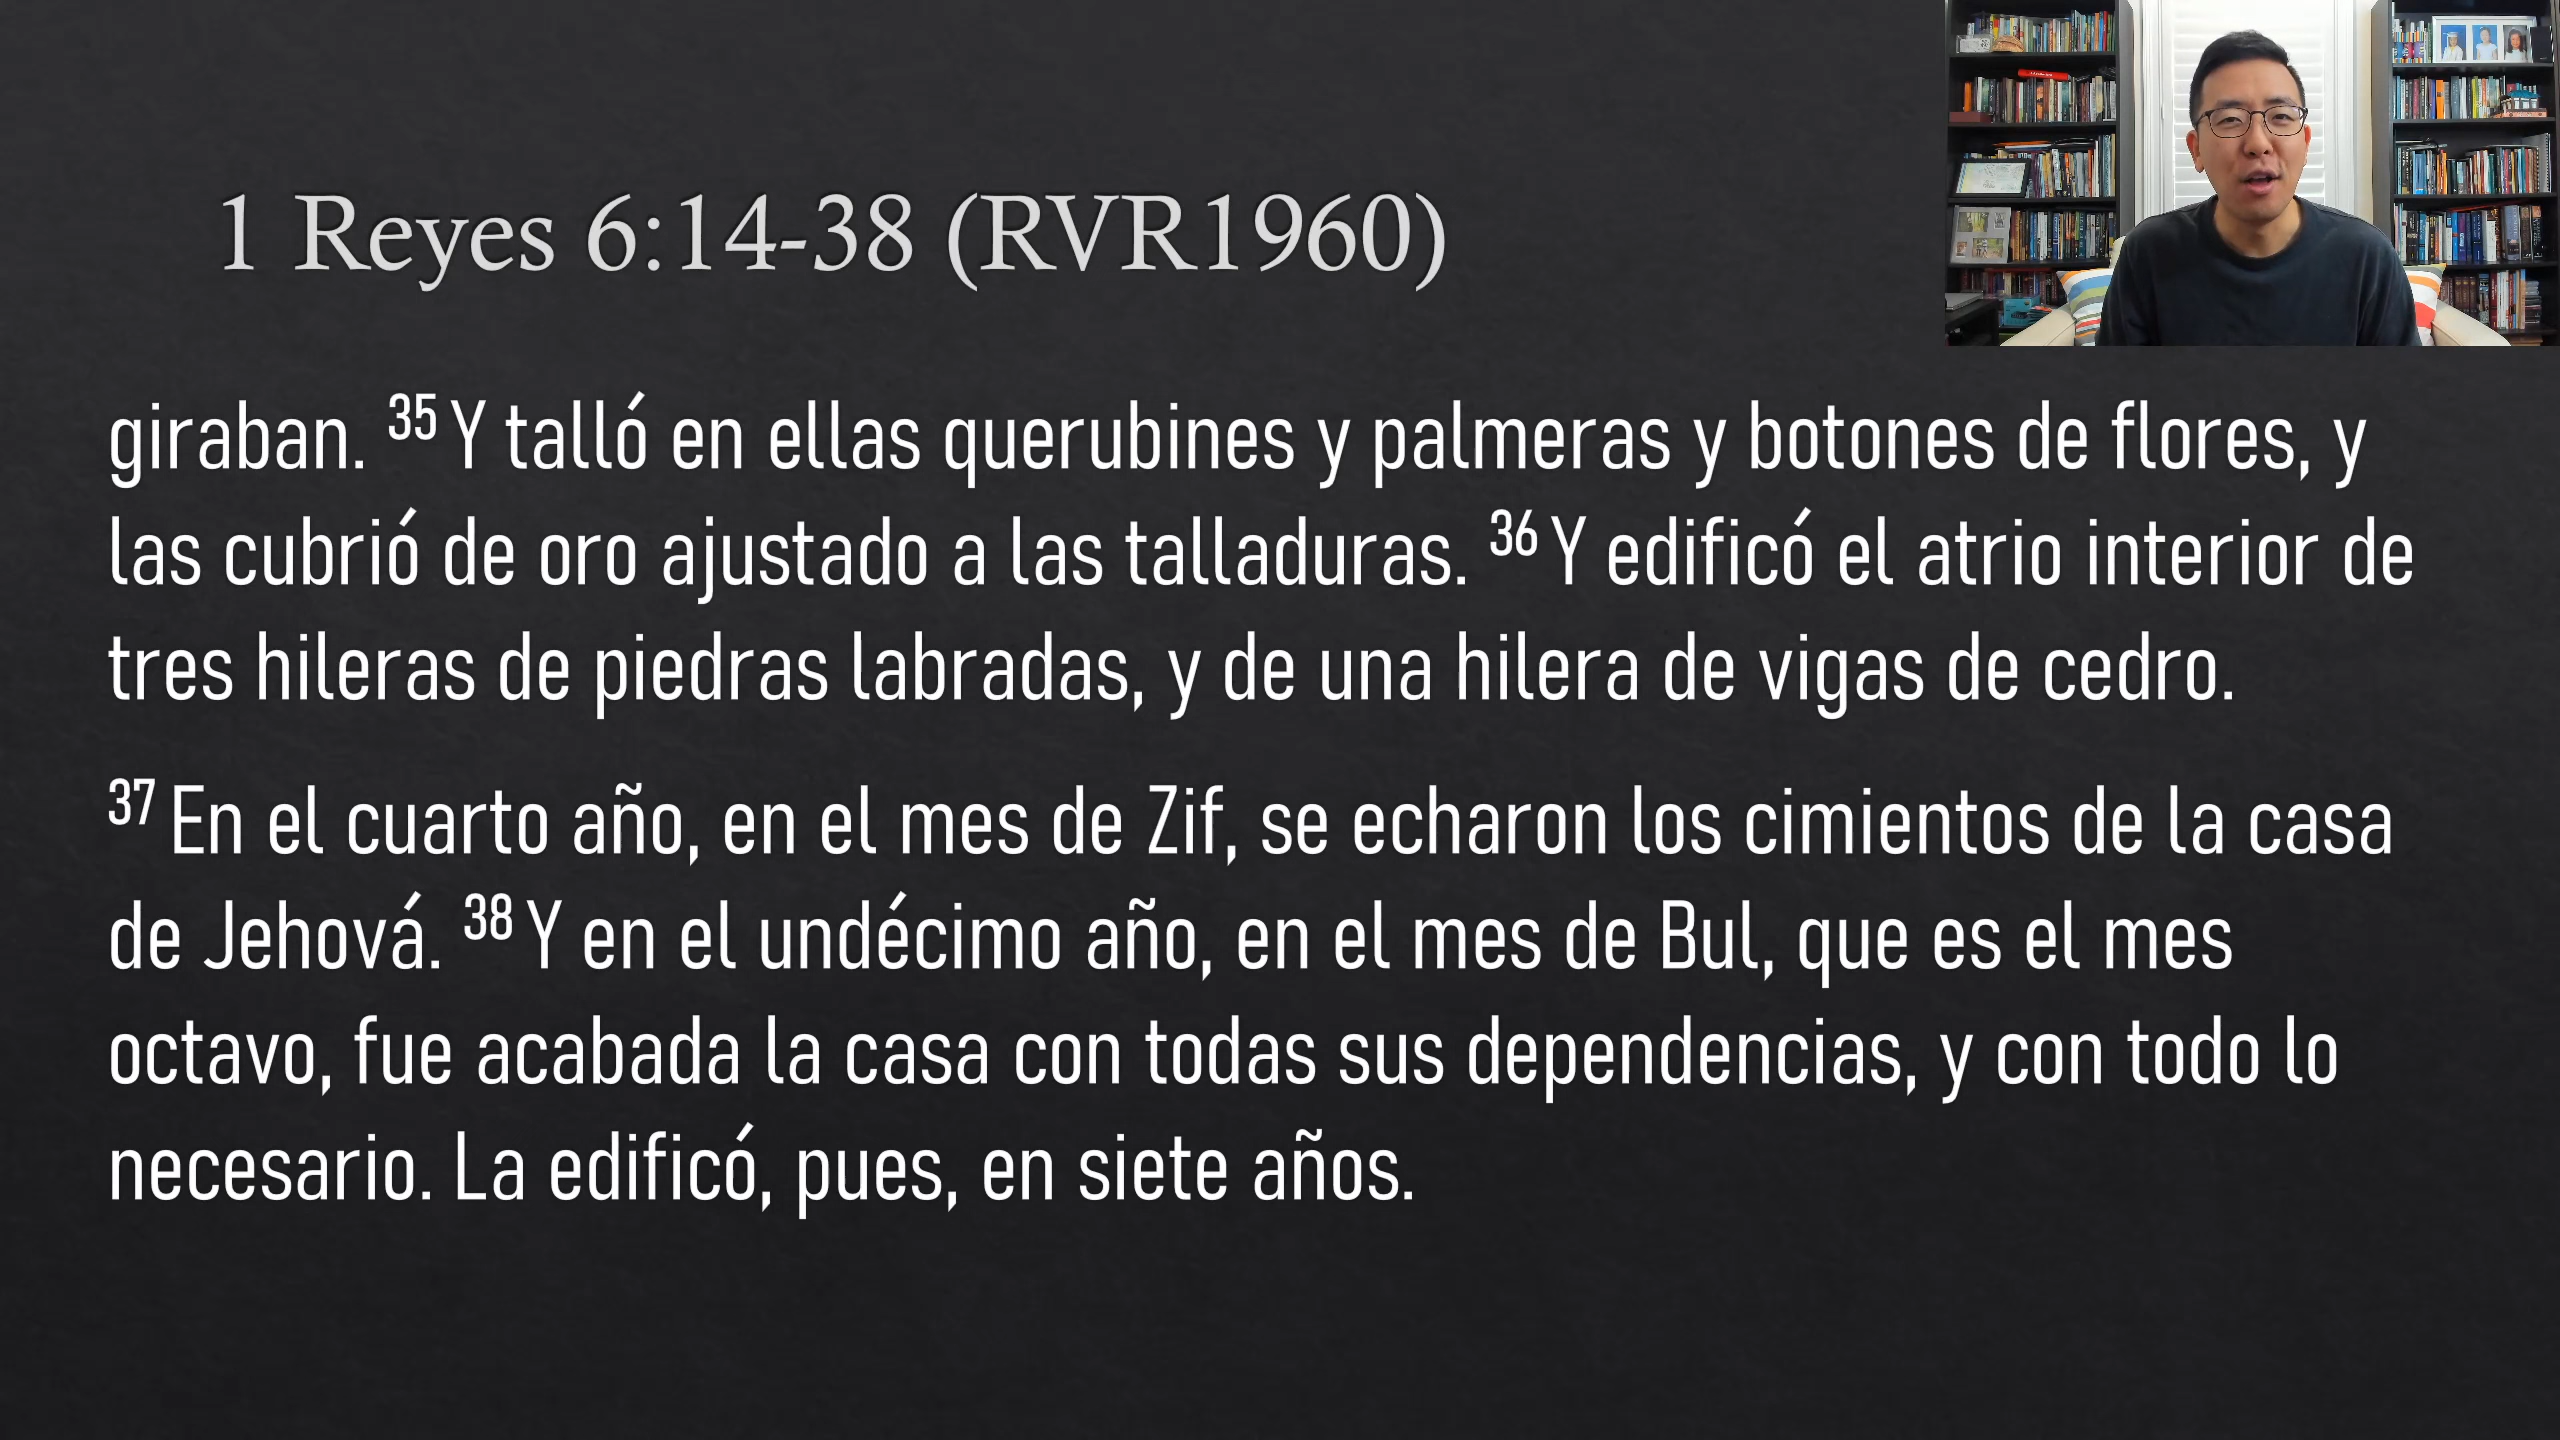 1 Reyes 6:14-38 (RVR1960)
giraban. 35 Y talló en ellas querubines y palmeras y botones de flores, y
las cubrió de oro ajustado a las talladuras. 36 Y edificó el atrio interior de
tres hileras de piedras labradas, y de una hilera de vigas de cedro.
37 En el cuarto año, en el mes de Zif, se echaron los cimientos de la casa
de Jehová. 38 Y en el undécimo año, en el mes de Bul, que es el mes
octavo, fue acabada la casa con todas sus dependencias, y con todo lo
necesario. La edificó, pues, en siete años.